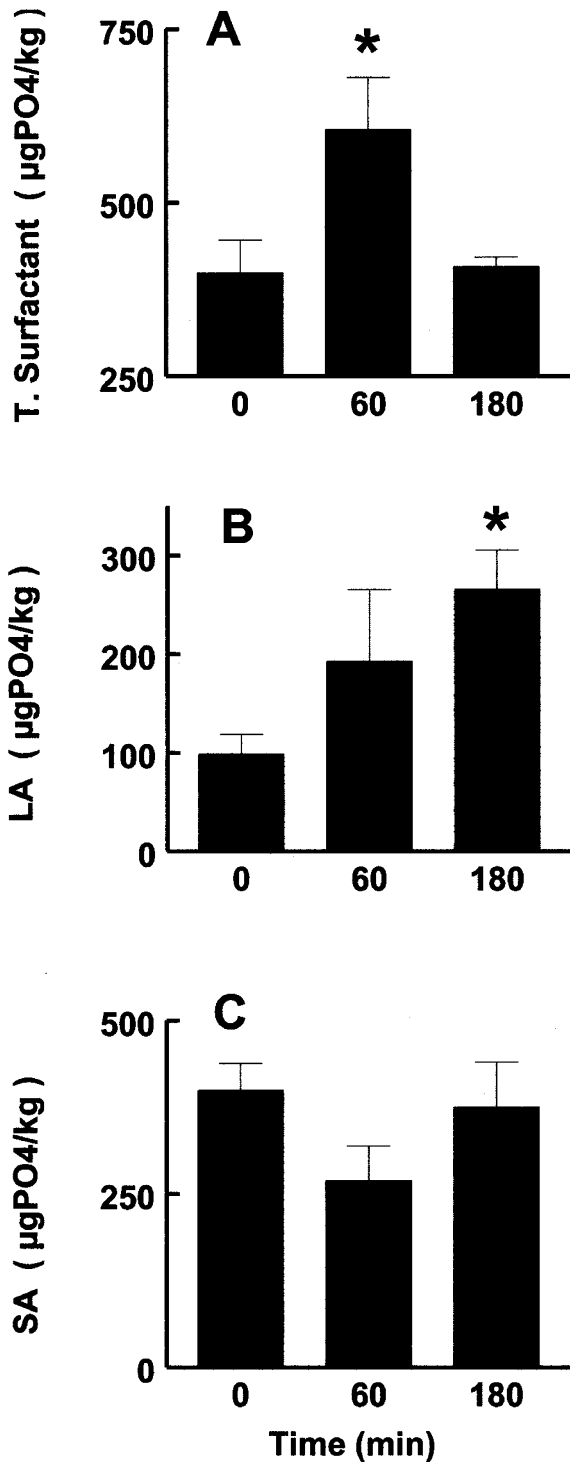 A
*
T. Surfactant ( µgPO4/kg )
750
500
250
0 60 180
B
*
LA ( µgPO4/kg )
300
200
100
0
0 60 180
C
SA ( µgPO4/kg )
500
250
0
0 60 180
Time (min)